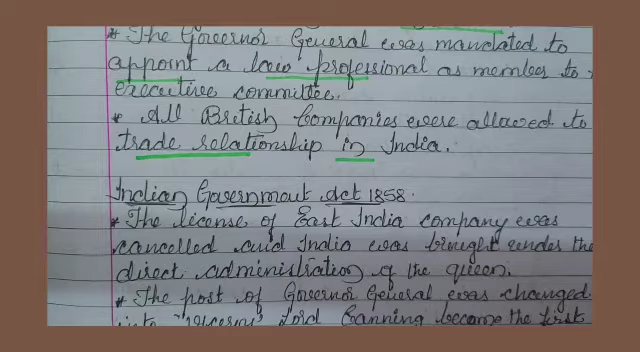 * The Governor General was mandated to
appoint a law professional as member to
executive committee.
* All British Companies were allowed to
trade relationship in India.
Indian Government Act 1858.
* The license of East India company was
cancelled and India was brought under the
direct administration of the queen.
* The post of Governor General was changed
into "viceroy" Lord Canning become the first